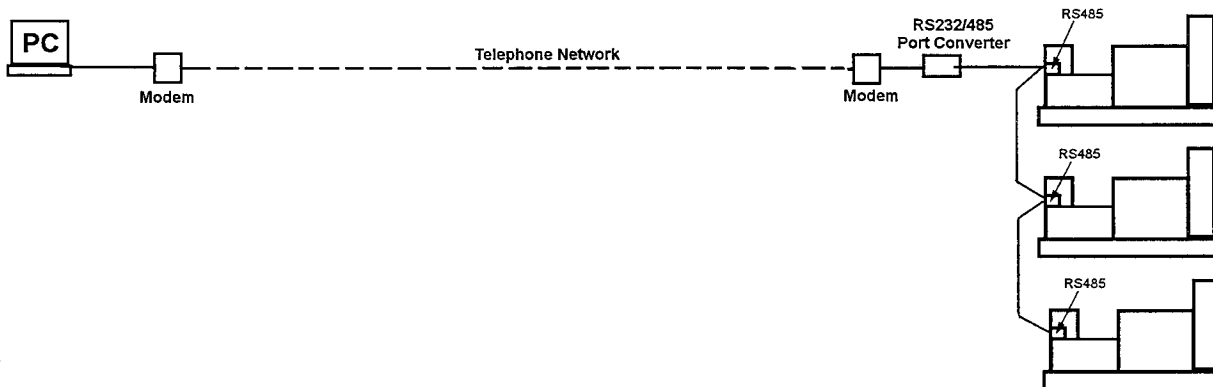 PC
Modem
Telephone Network
Modem
RS232/485
Port Converter
RS485
RS485
RS485